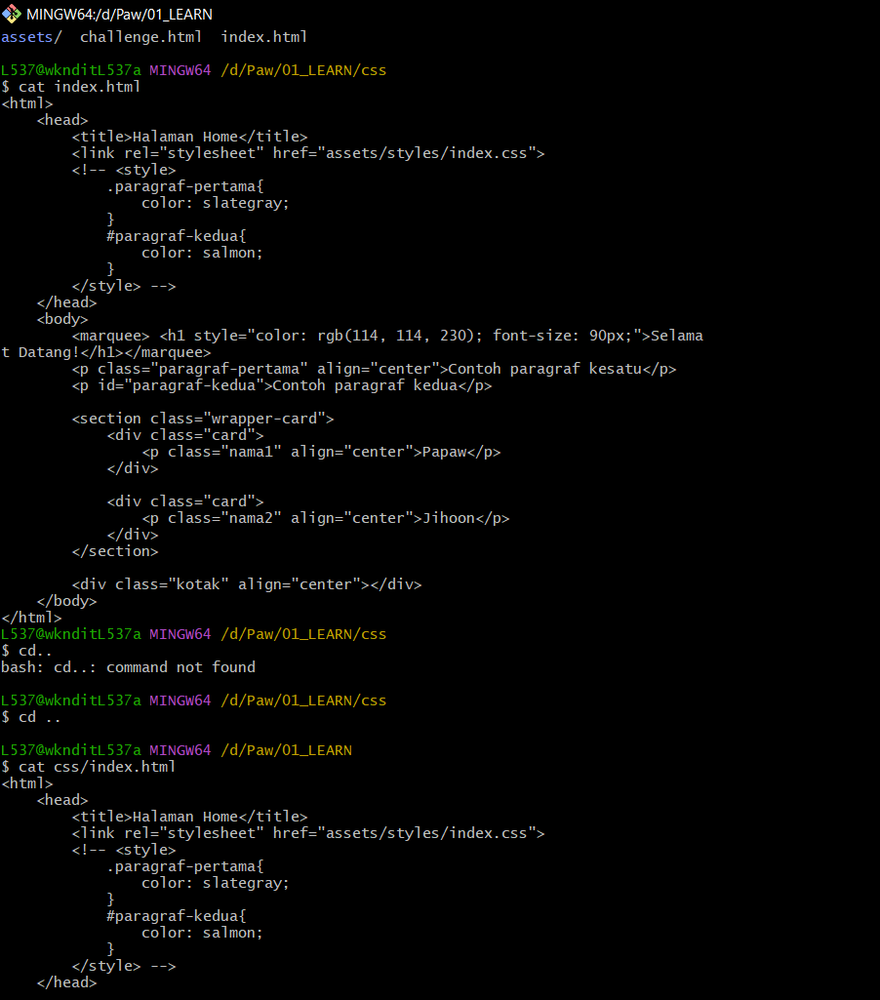 MINGW64:/d/Paw/01_LEARN
assets/  challenge.html  index.html

L537@wknditL537a MINGW64 /d/Paw/01_LEARN/css
$ cat index.html
<html>
    <head>
        <title>Halaman Home</title>
        <link rel="stylesheet" href="assets/styles/index.css">
        <!-- <style>
            .paragraf-pertama{
                color: slategray;
            }
            #paragraf-kedua{
                color: salmon;
            }
        </style> -->
    </head>
    <body>
        <marquee> <h1 style="color: rgb(114, 114, 230); font-size: 90px;">Selama
t Datang!</h1></marquee>
        <p class="paragraf-pertama" align="center">Contoh paragraf kesatu</p>
        <p id="paragraf-kedua">Contoh paragraf kedua</p>

        <section class="wrapper-card">
            <div class="card">
                <p class="nama1" align="center">Papaw</p>
            </div>

            <div class="card">
                <p class="nama2" align="center">Jihoon</p>
            </div>
        </section>

        <div class="kotak" align="center"></div>
    </body>
</html>
L537@wknditL537a MINGW64 /d/Paw/01_LEARN/css
$ cd..
bash: cd..: command not found

L537@wknditL537a MINGW64 /d/Paw/01_LEARN/css
$ cd ..

L537@wknditL537a MINGW64 /d/Paw/01_LEARN
$ cat css/index.html
<html>
    <head>
        <title>Halaman Home</title>
        <link rel="stylesheet" href="assets/styles/index.css">
        <!-- <style>
            .paragraf-pertama{
                color: slategray;
            }
            #paragraf-kedua{
                color: salmon;
            }
        </style> -->
    </head>